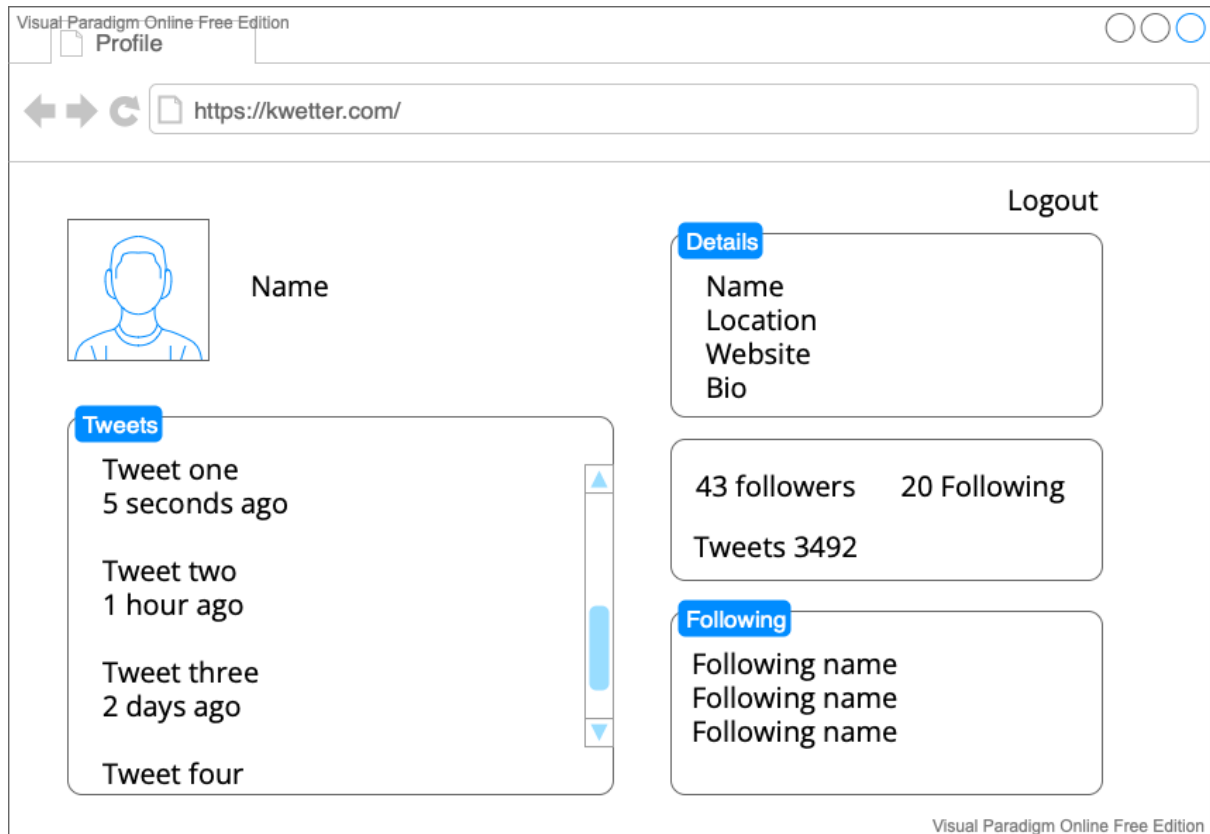 Visual Paradigm Online Free Edition
Profile
https://kwetter.com/
Logout
Name
Details
Name
Location
Website
Bio
Tweets
Tweet one
5 seconds ago
Tweet two
1 hour ago
Tweet three
2 days ago
Tweet four
43 followers 20 Following
Tweets 3492
Following
Following name
Following name
Following name
Visual Paradigm Online Free Edition